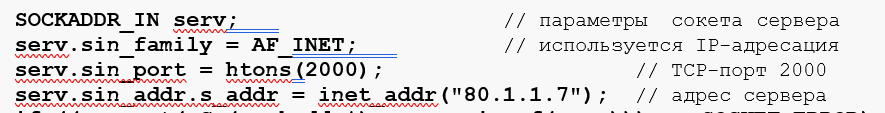 SOCKADDR_IN serv; // параметры сокета сервера
serv.sin_family = AF_INET; // используется IP-адресация
serv.sin_port = htons(2000); // TCP-порт 2000
serv.sin_addr.s_addr = inet_addr("80.1.1.7"); // адрес сервера